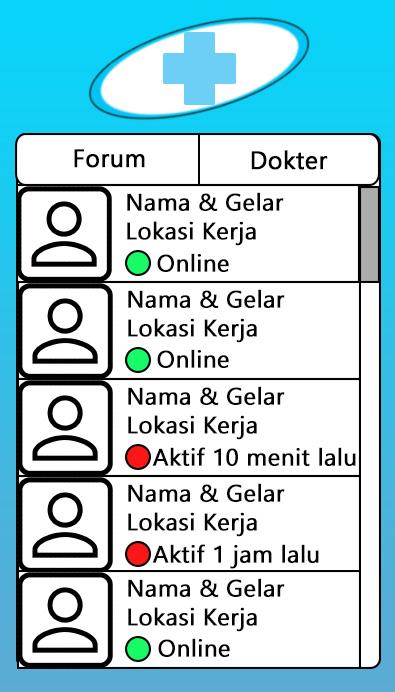 Forum
Dokter
Nama & Gelar
Lokasi Kerja
Online
Nama & Gelar
Lokasi Kerja
Online
Nama & Gelar
Lokasi Kerja
Aktif 10 menit lalu
Nama & Gelar
Lokasi Kerja
Aktif 1 jam lalu
Nama & Gelar
Lokasi Kerja
Online